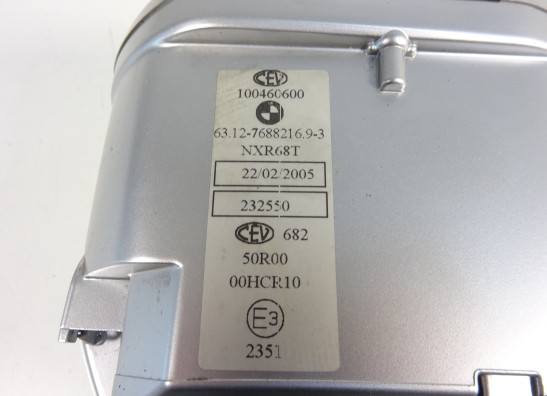 CEV
100460600
63.12-7688216.9-3
NXR68T
22/02/2005
232550
CEV 682
50R00
00HCR10
E3
2351